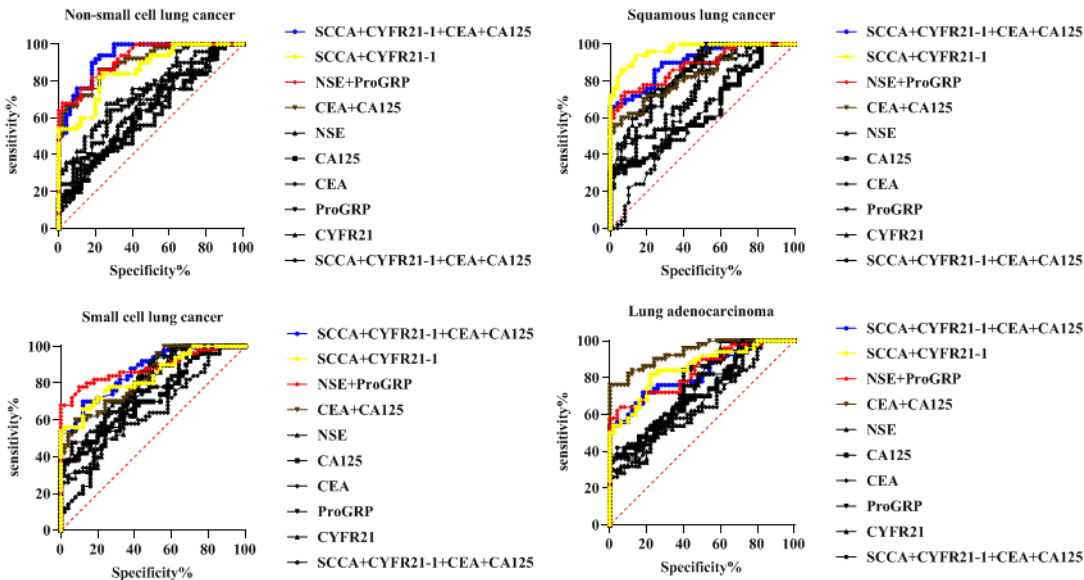 Non-small cell lung cancer
sensitivity%
100
80
60
40
20
0
0 20 40 60 80 100
Specificity%
SCCA+CYFR21-1+CEA+CA125
SCCA+CYFR21-1
NSE+ProGRP
CEA+CA125
NSE
CA125
CEA
ProGRP
CYFR21
SCCA+CYFR21-1+CEA+CA125
Squamous lung cancer
sensitivity%
100
80
60
40
20
0
0 20 40 60 80 100
Specificity%
SCCA+CYFR21-1+CEA+CA125
SCCA+CYFR21-1
NSE+ProGRP
CEA+CA125
NSE
CA125
CEA
ProGRP
CYFR21
SCCA+CYFR21-1+CEA+CA125
Small cell lung cancer
sensitivity%
100
80
60
40
20
0
0 20 40 60 80 100
Specificity%
SCCA+CYFR21-1+CEA+CA125
SCCA+CYFR21-1
NSE+ProGRP
CEA+CA125
NSE
CA125
CEA
ProGRP
CYFR21
SCCA+CYFR21-1+CEA+CA125
Lung adenocarcinoma
sensitivity%
100
80
60
40
20
0
0 20 40 60 80 100
Specificity%
SCCA+CYFR21-1+CEA+CA125
SCCA+CYFR21-1
NSE+ProGRP
CEA+CA125
NSE
CA125
CEA
ProGRP
CYFR21
SCCA+CYFR21-1+CEA+CA125